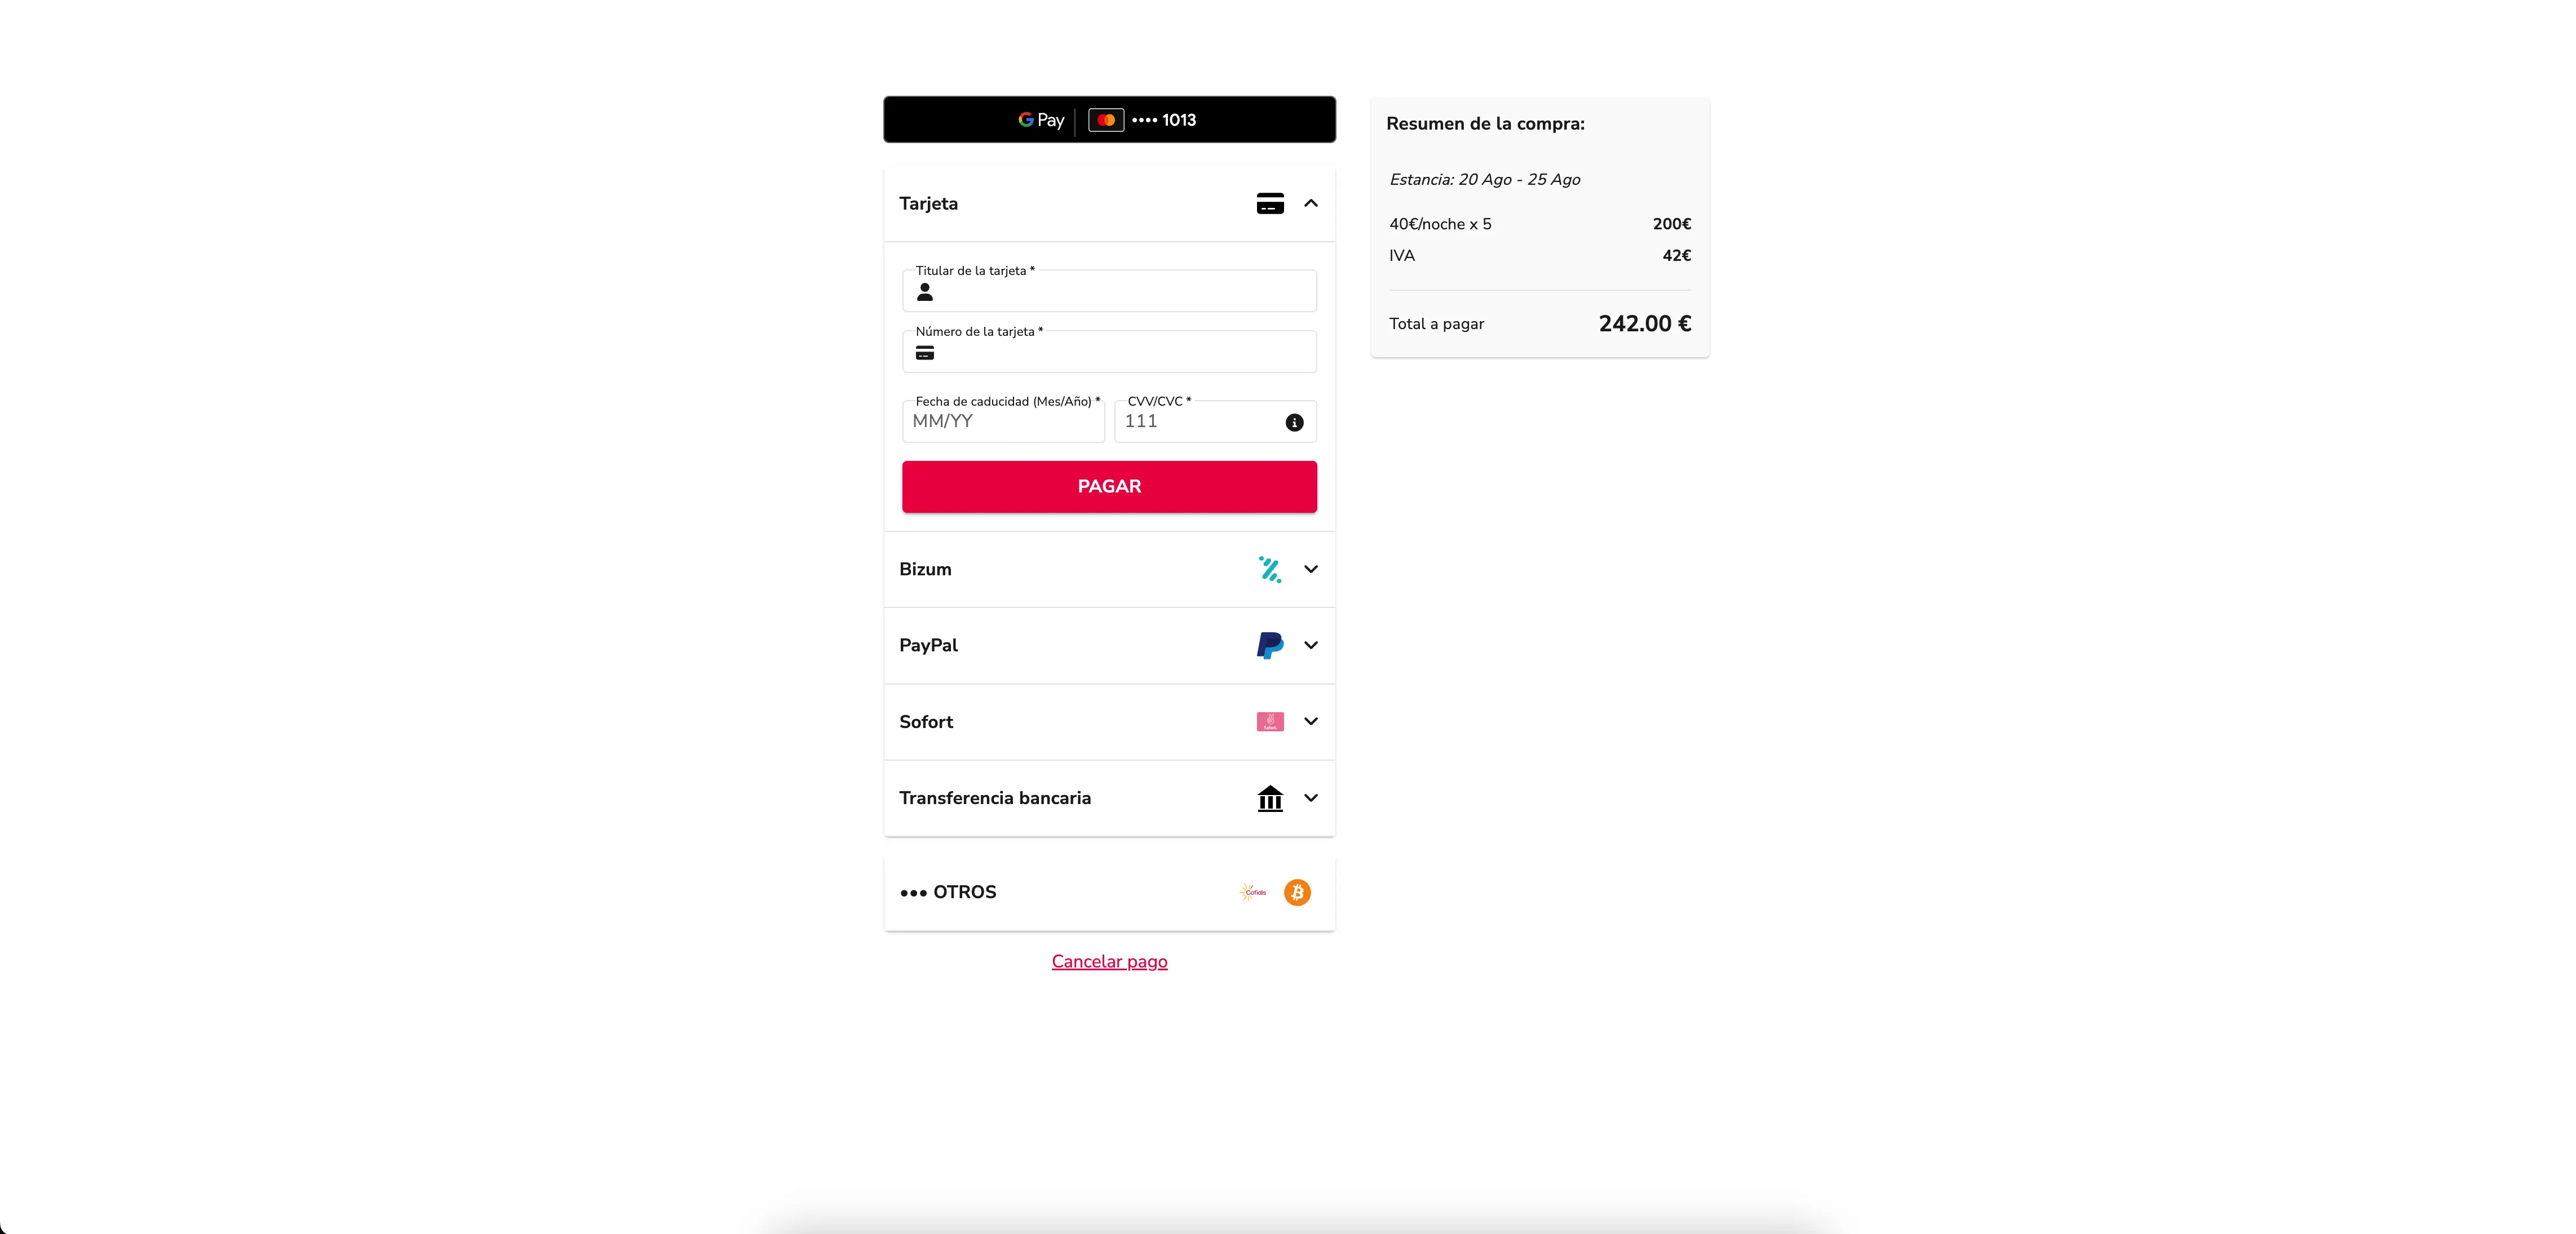 G Pay | •••• 1013
Tarjeta
Titular de la tarjeta *
Número de la tarjeta *
Fecha de caducidad (Mes/Año) *
MM/YY
CVV/CVC *
111
PAGAR
Bizum
PayPal
Sofort
Transferencia bancaria
••• OTROS
Cofidis
Cancelar pago
Resumen de la compra:
Estancia: 20 Ago - 25 Ago
40€/noche x 5 200€
IVA 42€
Total a pagar 242.00 €